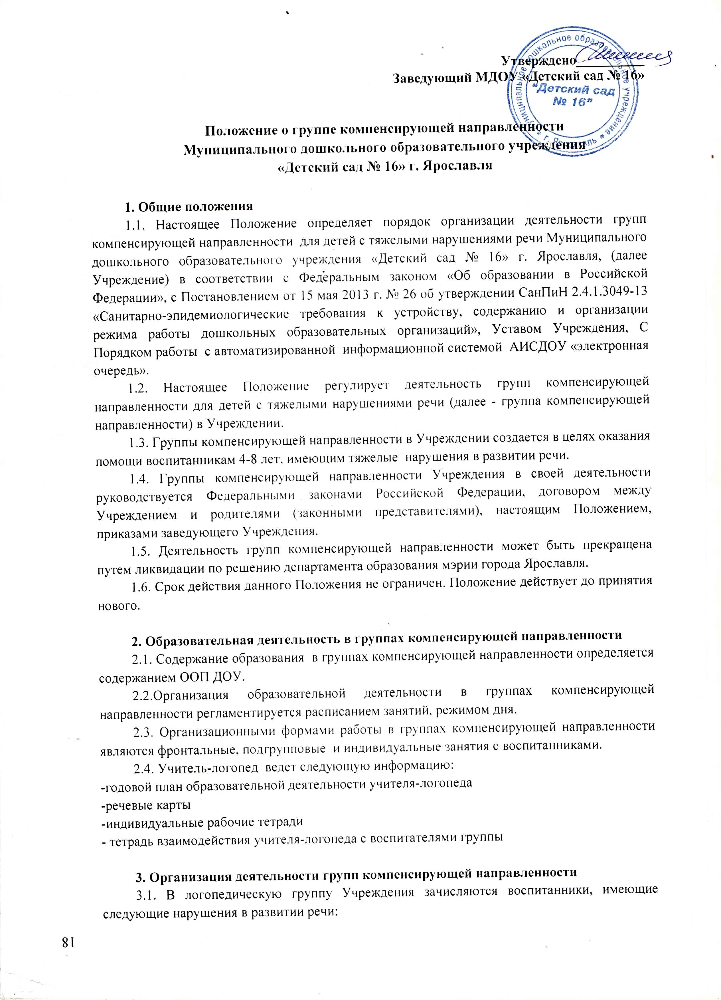 Утверждено__________
Заведующий МДОУ «Детский сад № 16»
муниципальное дошкольное образовательное учреждение * г. Ярославль *
"Детский сад
№ 16"
Положение о группе компенсирующей направленности
Муниципального дошкольного образовательного учреждения
«Детский сад № 16» г. Ярославля
1. Общие положения
1.1. Настоящее Положение определяет порядок организации деятельности групп
компенсирующей направленности для детей с тяжелыми нарушениями речи Муниципального
дошкольного образовательного учреждения «Детский сад № 16» г. Ярославля, (далее
Учреждение) в соответствии с Федеральным законом «Об образовании в Российской
Федерации», с Постановлением от 15 мая 2013 г. № 26 об утверждении СанПиН 2.4.1.3049-13
«Санитарно-эпидемиологические требования к устройству, содержанию и организации
режима работы дошкольных образовательных организаций», Уставом Учреждения, С
Порядком работы с автоматизированной информационной системой АИСДОУ «электронная
очередь».
1.2. Настоящее Положение регулирует деятельность групп компенсирующей
направленности для детей с тяжелыми нарушениями речи (далее - группа компенсирующей
направленности) в Учреждении.
1.3. Группы компенсирующей направленности в Учреждении создается в целях оказания
помощи воспитанникам 4-8 лет, имеющим тяжелые нарушения в развитии речи.
1.4. Группы компенсирующей направленности Учреждения в своей деятельности
руководствуется Федеральными законами Российской Федерации, договором между
Учреждением и родителями (законными представителями), настоящим Положением,
приказами заведующего Учреждения.
1.5. Деятельность групп компенсирующей направленности может быть прекращена
путем ликвидации по решению департамента образования мэрии города Ярославля.
1.6. Срок действия данного Положения не ограничен. Положение действует до принятия
нового.
2. Образовательная деятельность в группах компенсирующей направленности
2.1. Содержание образования в группах компенсирующей направленности определяется
содержанием ООП ДОУ.
2.2.Организация образовательной деятельности в группах компенсирующей
направленности регламентируется расписанием занятий, режимом дня.
2.3. Организационными формами работы в группах компенсирующей направленности
являются фронтальные, подгрупповые и индивидуальные занятия с воспитанниками.
2.4. Учитель-логопед ведет следующую информацию:
-годовой план образовательной деятельности учителя-логопеда
-речевые карты
-индивидуальные рабочие тетради
- тетрадь взаимодействия учителя-логопеда с воспитателями группы
3. Организация деятельности групп компенсирующей направленности
3.1. В логопедическую группу Учреждения зачисляются воспитанники, имеющие
следующие нарушения в развитии речи:
18